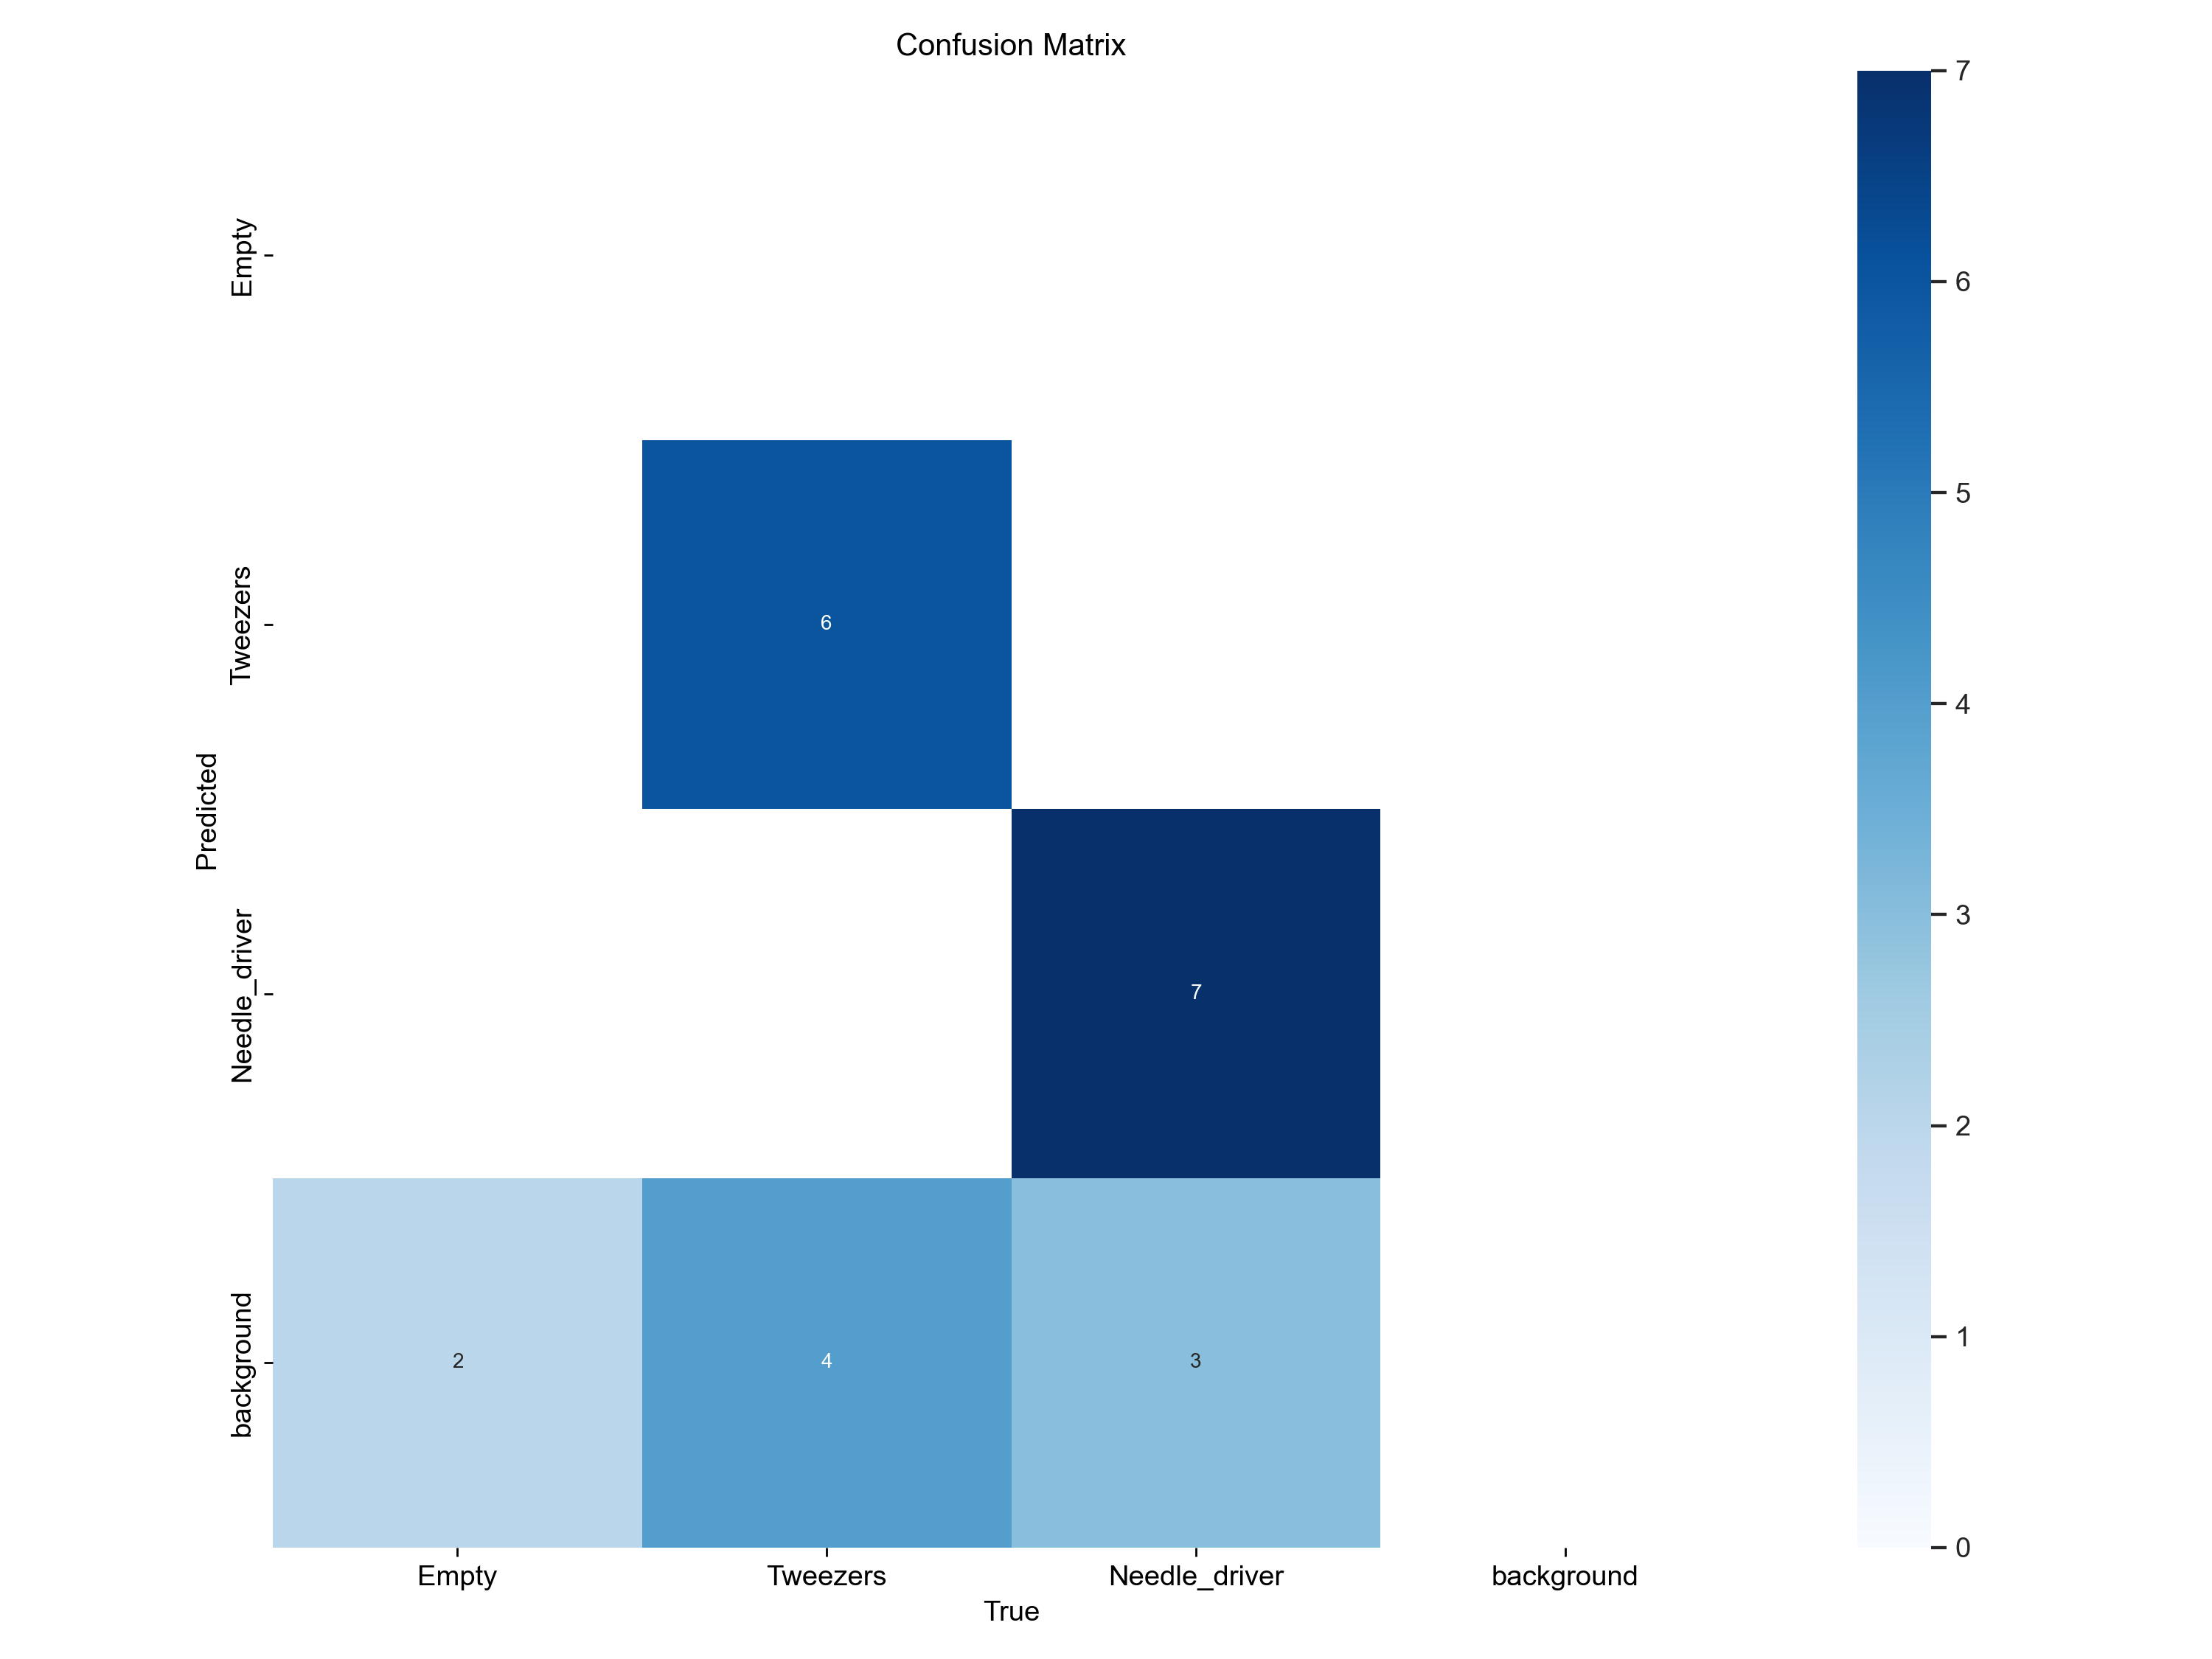 Confusion Matrix
Empty
Tweezers
Needle_driver
background
Predicted
6
7
2
4
3
Empty
Tweezers
Needle_driver
background
True
7
6
5
4
3
2
1
0